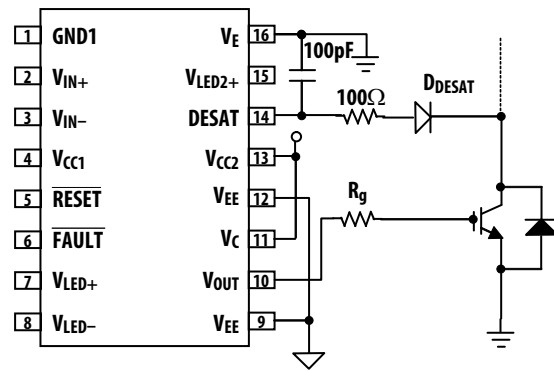 1 GND1 VE 16
100pF
2 VIN+ VLED2+ 15
DDESAT
3 VIN- DESAT 14
100Ω
4 VCC1 VCC2 13
5 RESET VEE 12
Rg
6 FAULT VC 11
7 VLED+ VOUT 10
8 VLED- VEE 9